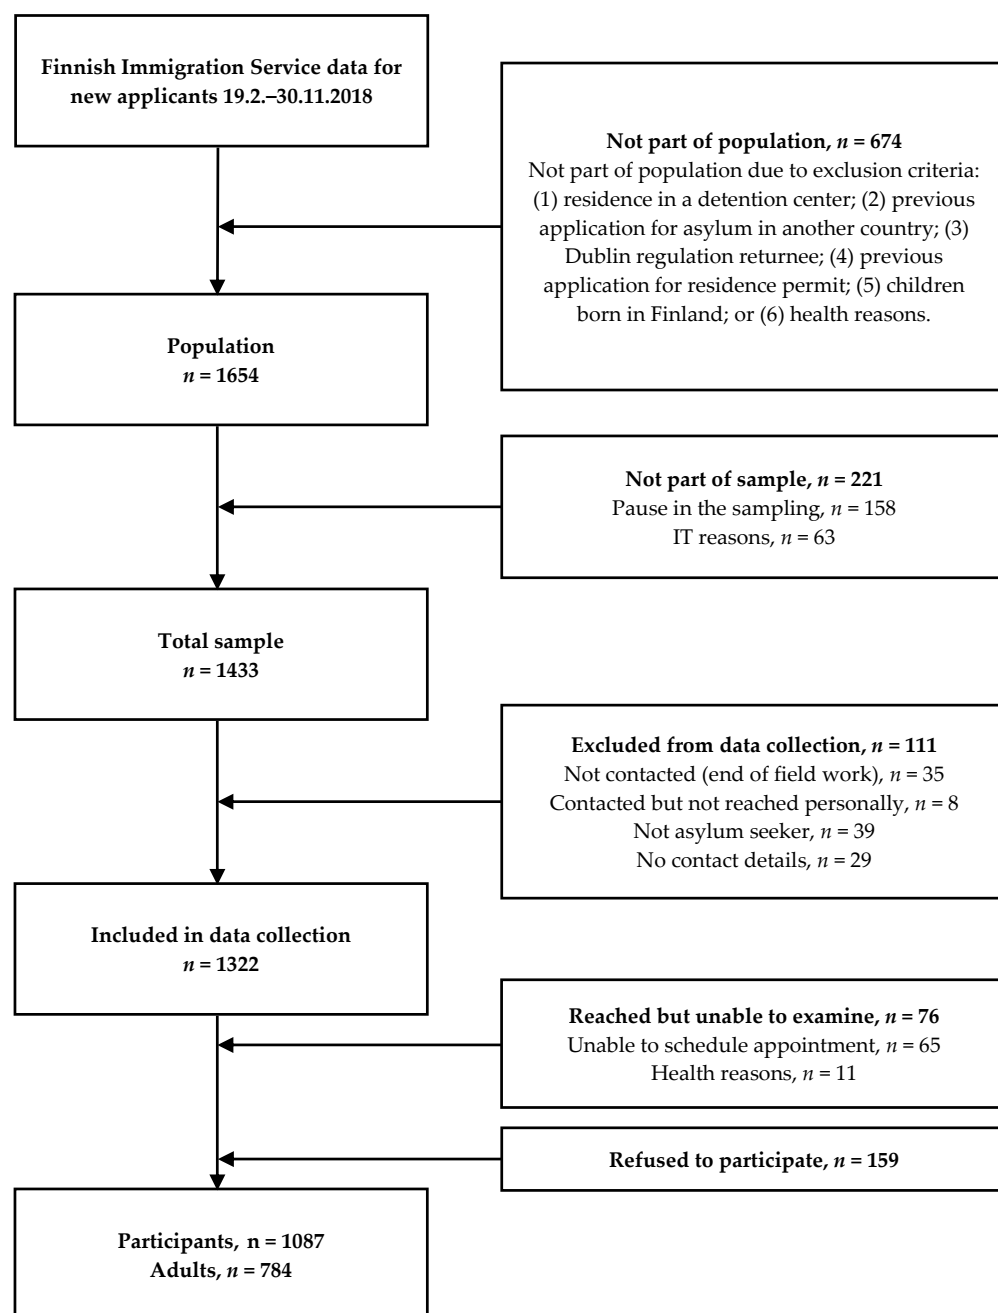 Finnish Immigration Service data for
new applicants 19.2.–30.11.2018
Not part of population, n = 674
Not part of population due to exclusion criteria:
(1) residence in a detention center; (2) previous
application for asylum in another country; (3)
Dublin regulation returnee; (4) previous
application for residence permit; (5) children
born in Finland; or (6) health reasons.
Population
n = 1654
Not part of sample, n = 221
Pause in the sampling, n = 158
IT reasons, n = 63
Total sample
n = 1433
Excluded from data collection, n = 111
Not contacted (end of field work), n = 35
Contacted but not reached personally, n = 8
Not asylum seeker, n = 39
No contact details, n = 29
Included in data collection
n = 1322
Reached but unable to examine, n = 76
Unable to schedule appointment, n = 65
Health reasons, n = 11
Refused to participate, n = 159
Participants, n = 1087
Adults, n = 784